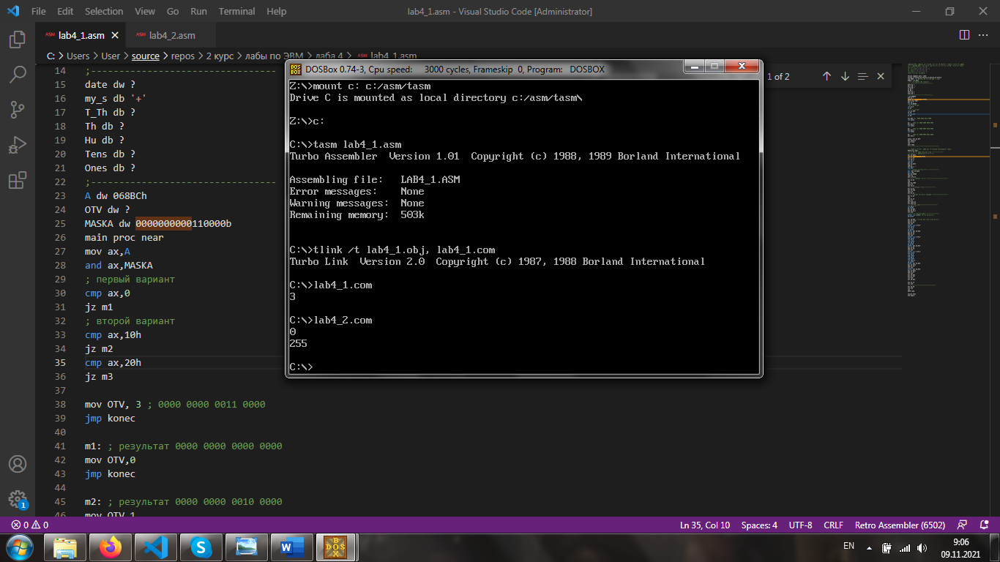 File Edit Selection View Go Run Terminal Help
lab4_1.asm - Visual Studio Code [Administrator]
ASM lab4_1.asm
ASM lab4_2.asm
C: > Users > User > source > repos > 2 курс > лабы по ЭВМ > лаба 4 > ASM lab4_1.asm
14 ;---------------------------------
15 date dw ?
16 my_s db '+'
17 T_Th db ?
18 Th db ?
19 Hu db ?
20 Tens db ?
21 Ones db ?
22 ;---------------------------------
23 A dw 068BCh
24 OTV dw ?
25 MASKA dw 0000000000110000b
26 main proc near
27 mov ax,A
28 and ax,MASKA
29 ; первый вариант
30 cmp ax,0
31 jz m1
32 ; второй вариант
33 cmp ax,10h
34 jz m2
35 cmp ax,20h
36 jz m3
37
38 mov OTV, 3 ; 0000 0000 0011 0000
39 jmp konec
40
41 m1: ; результат 0000 0000 0000 0000
42 mov OTV,0
43 jmp konec
44
45 m2: ; результат 0000 0000 0010 0000
46 mov OTV,1
1 of 2
DOSBox 0.74-3, Cpu speed: 3000 cycles, Frameskip 0, Program: DOSBOX
Z:\>mount c: c:/asm/tasm
Drive C is mounted as local directory c:/asm/tasm\
Z:\>c:
C:\>tasm lab4_1.asm
Turbo Assembler Version 1.01 Copyright (c) 1988, 1989 Borland International
Assembling file: LAB4_1.ASM
Error messages: None
Warning messages: None
Remaining memory: 503k
C:\>tlink /t lab4_1.obj, lab4_1.com
Turbo Link Version 2.0 Copyright (c) 1987, 1988 Borland International
C:\>lab4_1.com
3
C:\>lab4_2.com
0
255
C:\>
1
0 0
Ln 35, Col 10 Spaces: 4 UTF-8 CRLF Retro Assembler (6502)
EN
9:06
09.11.2021